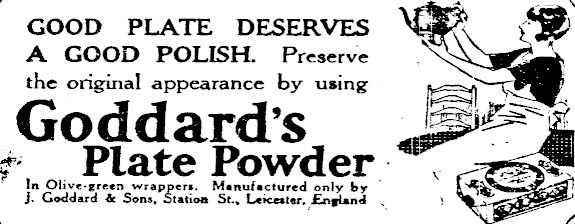 GOOD PLATE DESERVES
A GOOD POLISH. Preserve
the original appearance by using
Goddard's
Plate Powder
In Olive-green wrappers. Manufactured only by
J. Goddard & Sons, Station St., Leicester, England